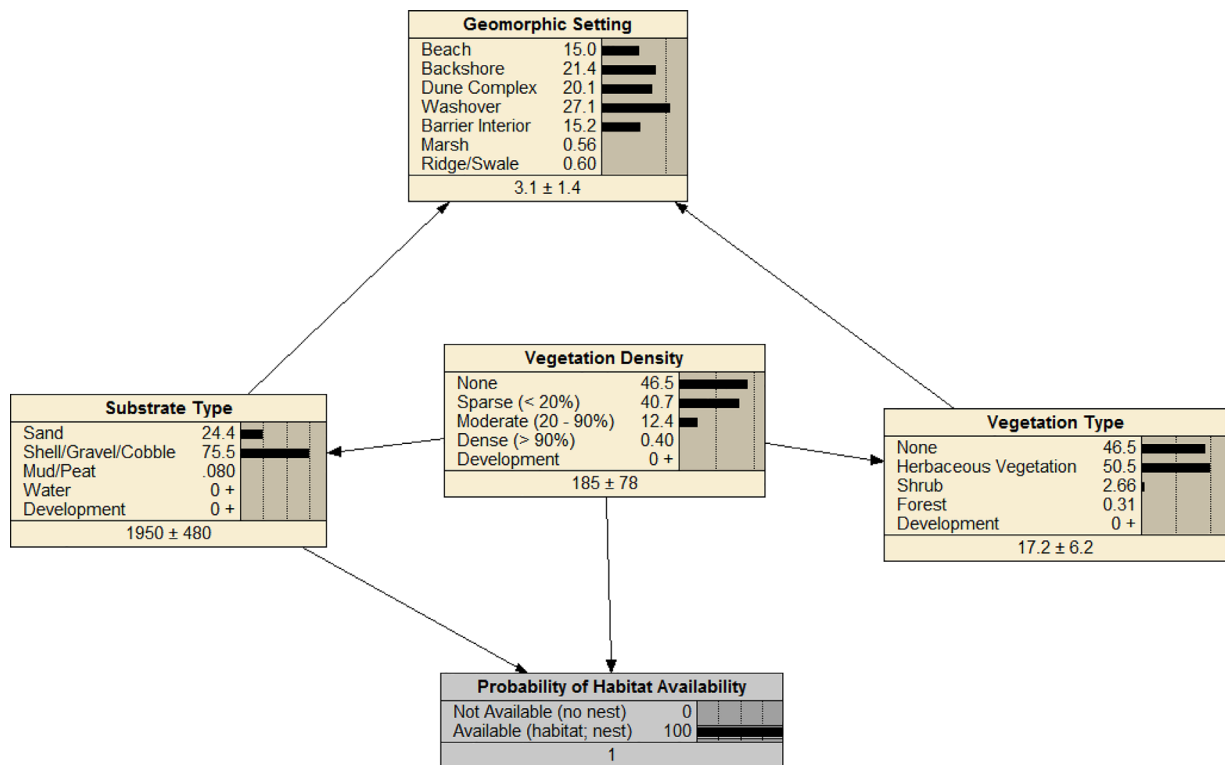 Geomorphic Setting
Beach 15.0
Backshore 21.4
Dune Complex 20.1
Washover 27.1
Barrier Interior 15.2
Marsh 0.56
Ridge/Swale 0.60
3.1 ± 1.4
Vegetation Density
None 46.5
Sparse (< 20%) 40.7
Moderate (20 - 90%) 12.4
Dense (> 90%) 0.40
Development 0 +
185 ± 78
Substrate Type
Sand 24.4
Shell/Gravel/Cobble 75.5
Mud/Peat .080
Water 0 +
Development 0 +
1950 ± 480
Vegetation Type
None 46.5
Herbaceous Vegetation 50.5
Shrub 2.66
Forest 0.31
Development 0 +
17.2 ± 6.2
Probability of Habitat Availability
Not Available (no nest) 0
Available (habitat; nest) 100
1